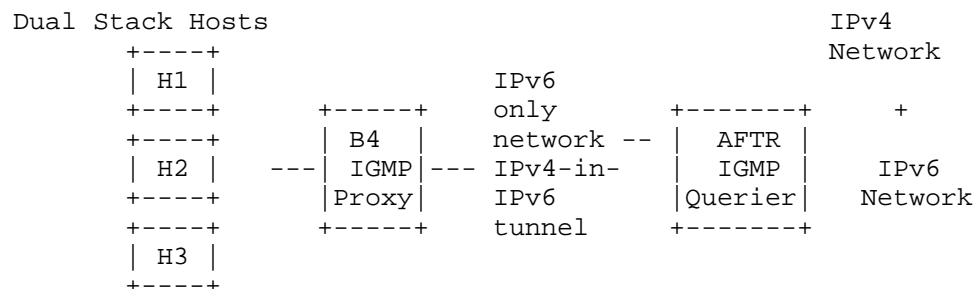 Dual Stack Hosts IPv4
+----+ Network
| H1 | IPv6
+----+ +-----+ only +-------+ +
+----+ | B4 | network -- | AFTR |
| H2 | ---| IGMP|--- IPv4-in- | IGMP | IPv6
+----+ |Proxy| IPv6 |Querier| Network
+----+ +-----+ tunnel +-------+
| H3 |
+----+